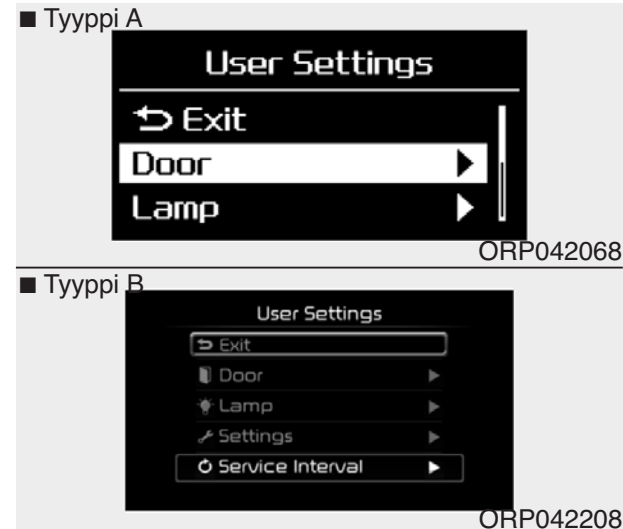 ■ Tyyppi A
User Settings
Exit
Door
Lamp
ORP042068
■ Tyyppi B
User Settings
Exit
Door
Lamp
Settings
Service Interval
ORP042208